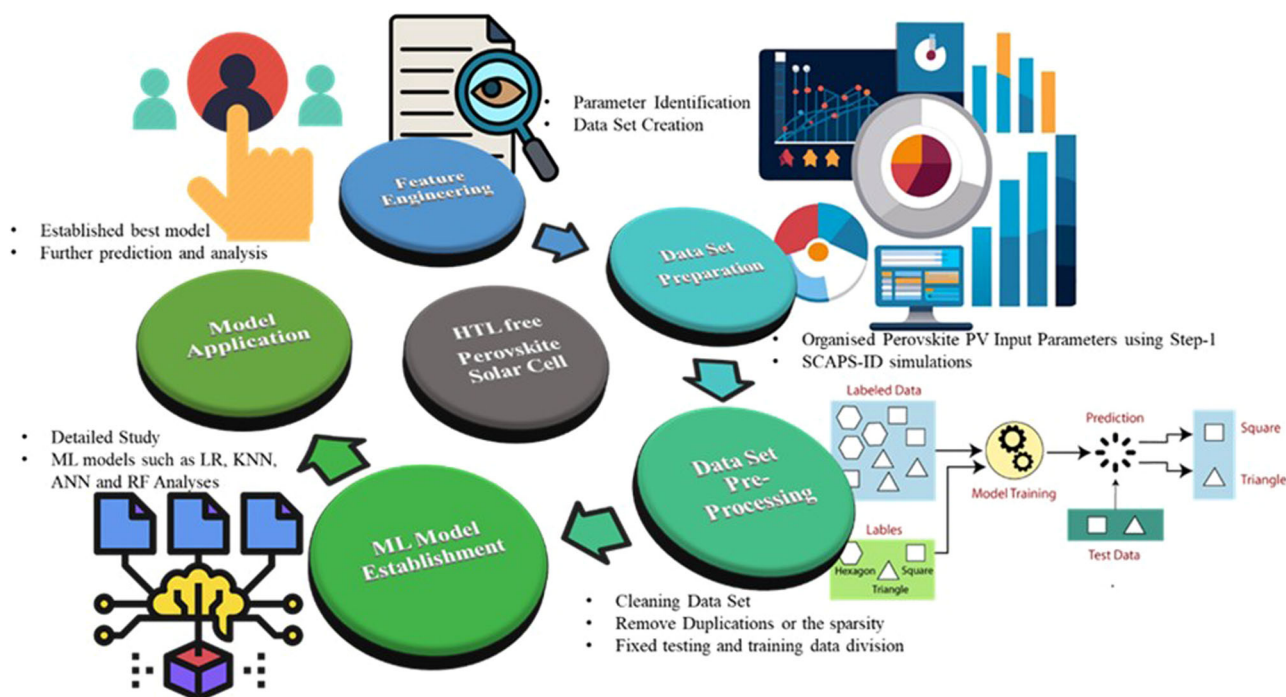 Feature
Engineering
• Parameter Identification
• Data Set Creation
Data Set
Preparation
• Organised Perovskite PV Input Parameters using Step-1
• SCAPS-ID simulations
Data Set
Pre-
Processing
• Cleaning Data Set
• Remove Duplications or the sparsity
• Fixed testing and training data division
ML Model
Establishment
• Detailed Study
• ML models such as LR, KNN,
ANN and RF Analyses
Model
Application
• Established best model
• Further prediction and analysis
HTL free
Perovskite
Solar Cell
Labeled Data
Lables
Hexagon
Square
Triangle
Model Training
Prediction
Test Data
Square
Triangle